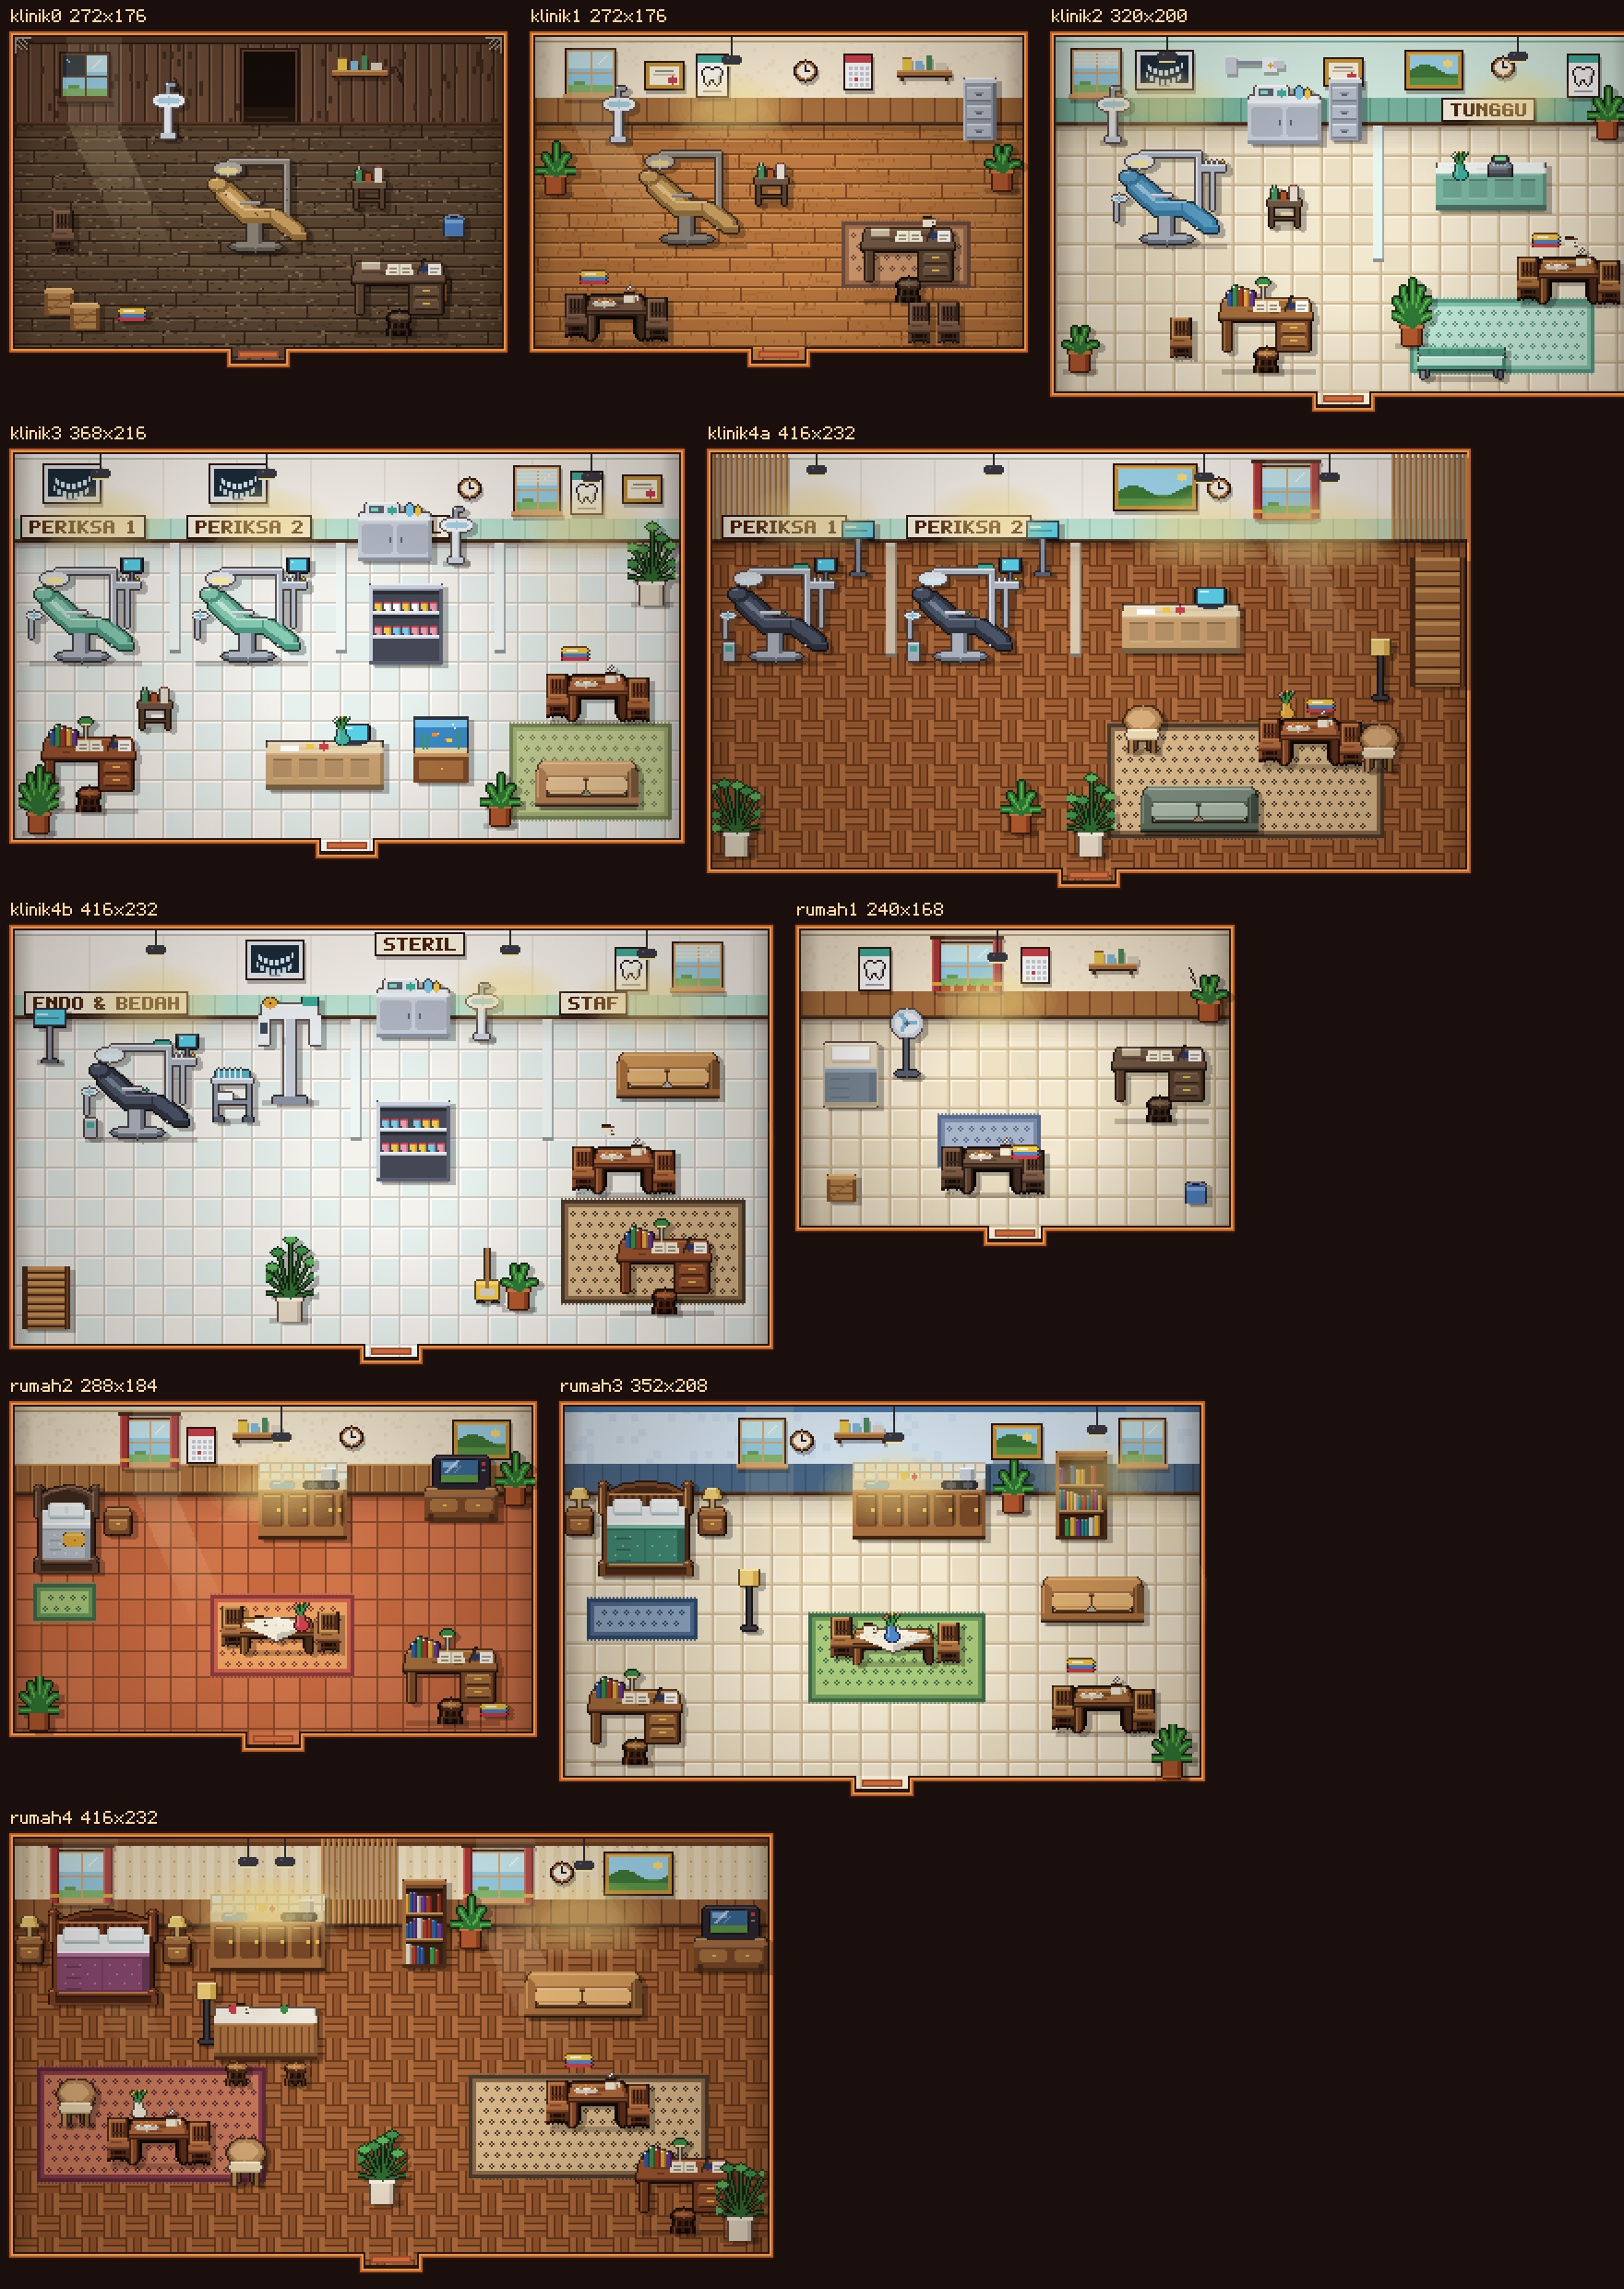 klinik0 272x176
klinik1 272x176
klinik2 320x200
TUNGGU
klinik3 368x216
PERIKSA 1
PERIKSA 2
klinik4a 416x232
PERIKSA 1
PERIKSA 2
klinik4b 416x232
STERIL
ENDO & BEDAH
STAF
rumah1 240x168
rumah2 288x184
rumah3 352x208
rumah4 416x232